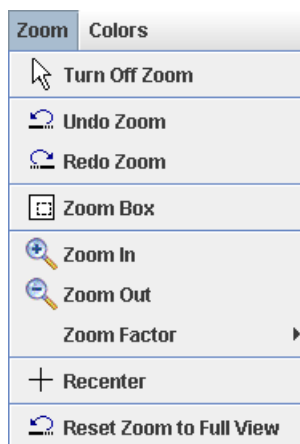 Zoom Colors
Turn Off Zoom
Undo Zoom
Redo Zoom
Zoom Box
Zoom In
Zoom Out
Zoom Factor
Recenter
Reset Zoom to Full View